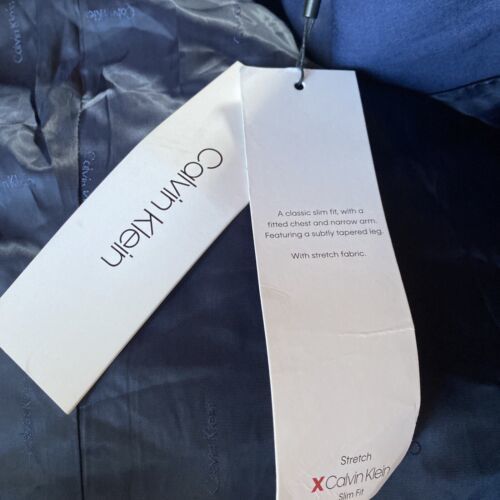 Calvin Klein
A classic slim fit, with a
fitted chest and narrow arm.
Featuring a subtly tapered leg.
With stretch fabric.
Stretch
X Calvin Klein
Slim Fit